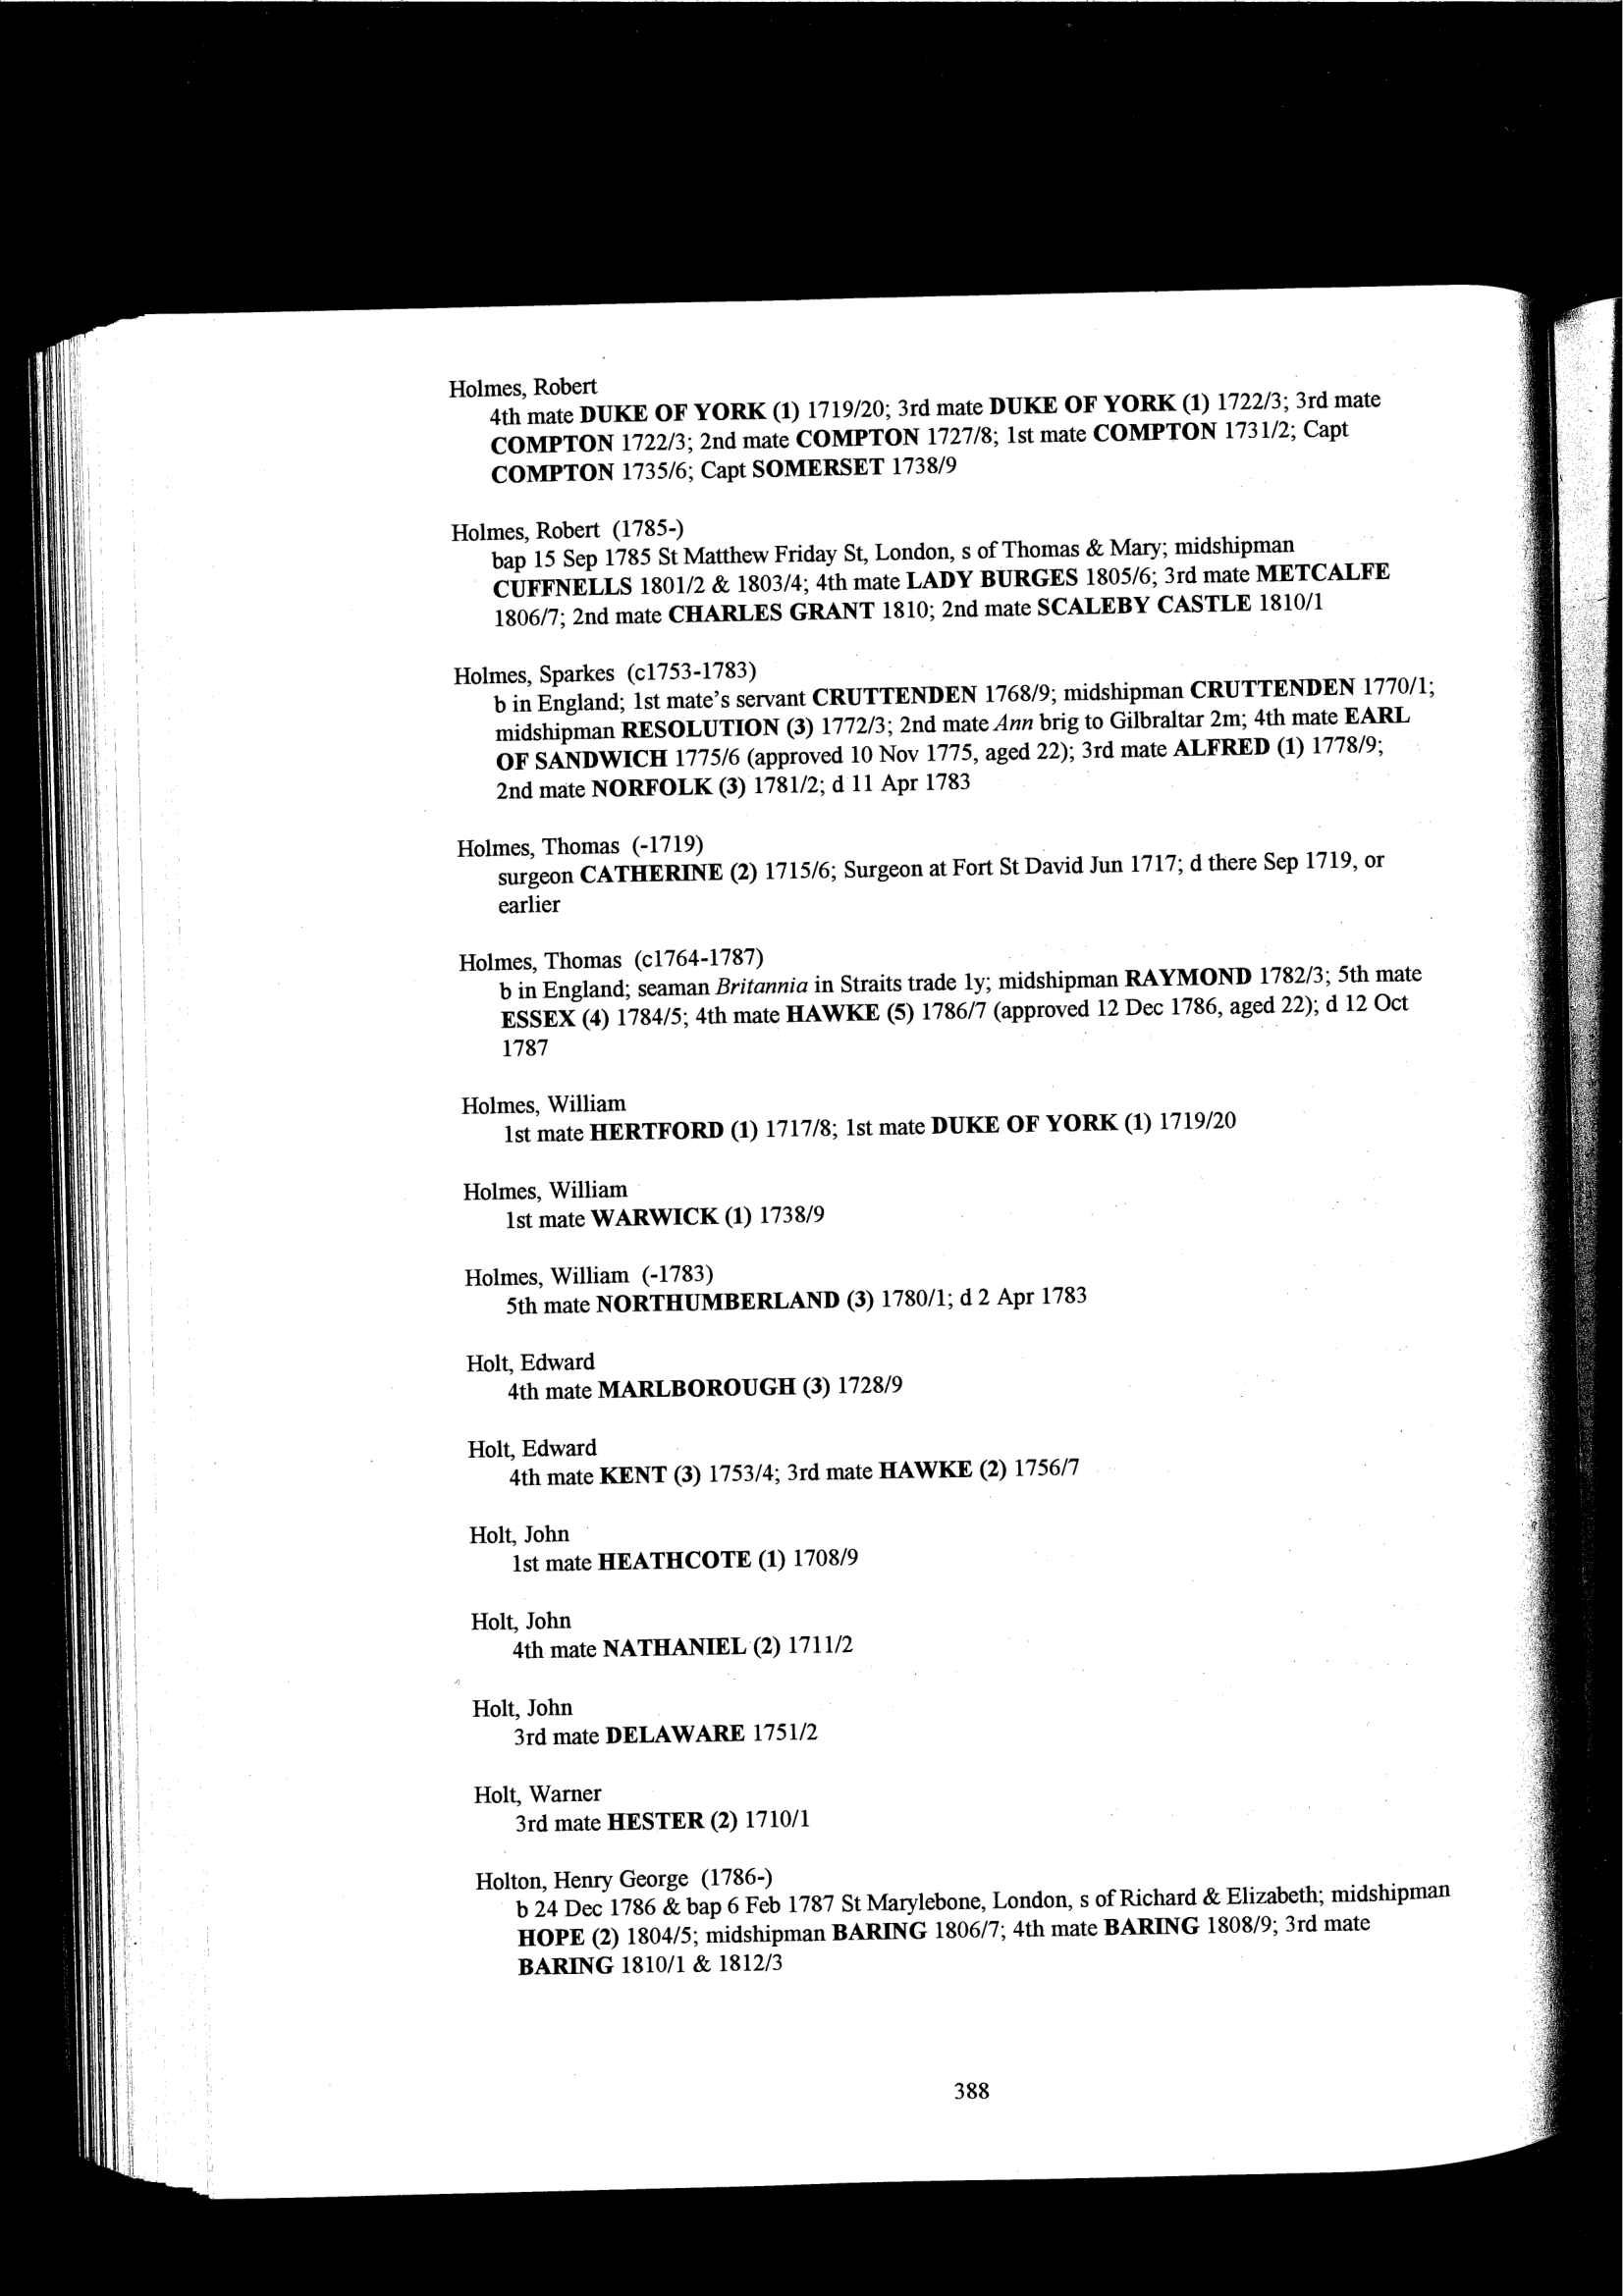 Holmes, Robert
4th mate DUKE OF YORK (1) 1719/20; 3rd mate DUKE OF YORK (1) 1722/3; 3rd mate
COMPTON 1722/3; 2nd mate COMPTON 1727/8; 1st mate COMPTON 1731/2; Capt
COMPTON 1735/6; Capt SOMERSET 1738/9
Holmes, Robert (1785-)
bap 15 Sep 1785 St Matthew Friday St, London, s of Thomas & Mary; midshipman
CUFFNELLS 1801/2 & 1803/4; 4th mate LADY BURGES 1805/6; 3rd mate METCALFE
1806/7; 2nd mate CHARLES GRANT 1810; 2nd mate SCALEBY CASTLE 1810/1
Holmes, Sparkes (c1753-1783)
b in England; 1st mate's servant CRUTTENDEN 1768/9; midshipman CRUTTENDEN 1770/1;
midshipman RESOLUTION (3) 1772/3; 2nd mate Ann brig to Gilbraltar 2m; 4th mate EARL
OF SANDWICH 1775/6 (approved 10 Nov 1775, aged 22); 3rd mate ALFRED (1) 1778/9;
2nd mate NORFOLK (3) 1781/2; d 11 Apr 1783
Holmes, Thomas (-1719)
surgeon CATHERINE (2) 1715/6; Surgeon at Fort St David Jun 1717; d there Sep 1719, or
earlier
Holmes, Thomas (c1764-1787)
b in England; seaman Britannia in Straits trade 1y; midshipman RAYMOND 1782/3; 5th mate
ESSEX (4) 1784/5; 4th mate HAWKE (5) 1786/7 (approved 12 Dec 1786, aged 22); d 12 Oct
1787
Holmes, William
1st mate HERTFORD (1) 1717/8; 1st mate DUKE OF YORK (1) 1719/20
Holmes, William
1st mate WARWICK (1) 1738/9
Holmes, William (-1783)
5th mate NORTHUMBERLAND (3) 1780/1; d 2 Apr 1783
Holt, Edward
4th mate MARLBOROUGH (3) 1728/9
Holt, Edward
4th mate KENT (3) 1753/4; 3rd mate HAWKE (2) 1756/7
Holt, John
1st mate HEATHCOTE (1) 1708/9
Holt, John
4th mate NATHANIEL (2) 1711/2
Holt, John
3rd mate DELAWARE 1751/2
Holt, Warner
3rd mate HESTER (2) 1710/1
Holton, Henry George (1786-)
b 24 Dec 1786 & bap 6 Feb 1787 St Marylebone, London, s of Richard & Elizabeth; midshipman
HOPE (2) 1804/5; midshipman BARING 1806/7; 4th mate BARING 1808/9; 3rd mate
BARING 1810/1 & 1812/3
388